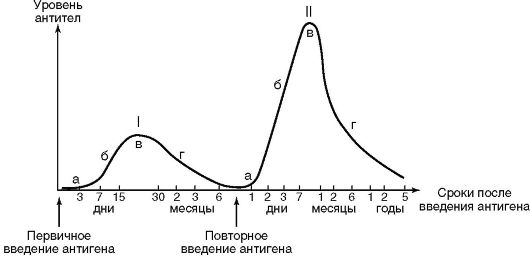 Уровень
антител
II
в
б
г
I
б
в
г
а
а
3 7 15 30 2 3 6 1 2 3 7 1 2 6 1 2 5
дни месяцы дни месяцы годы
Сроки после
введения антигена
Первичное
введение антигена
Повторное
введение антигена